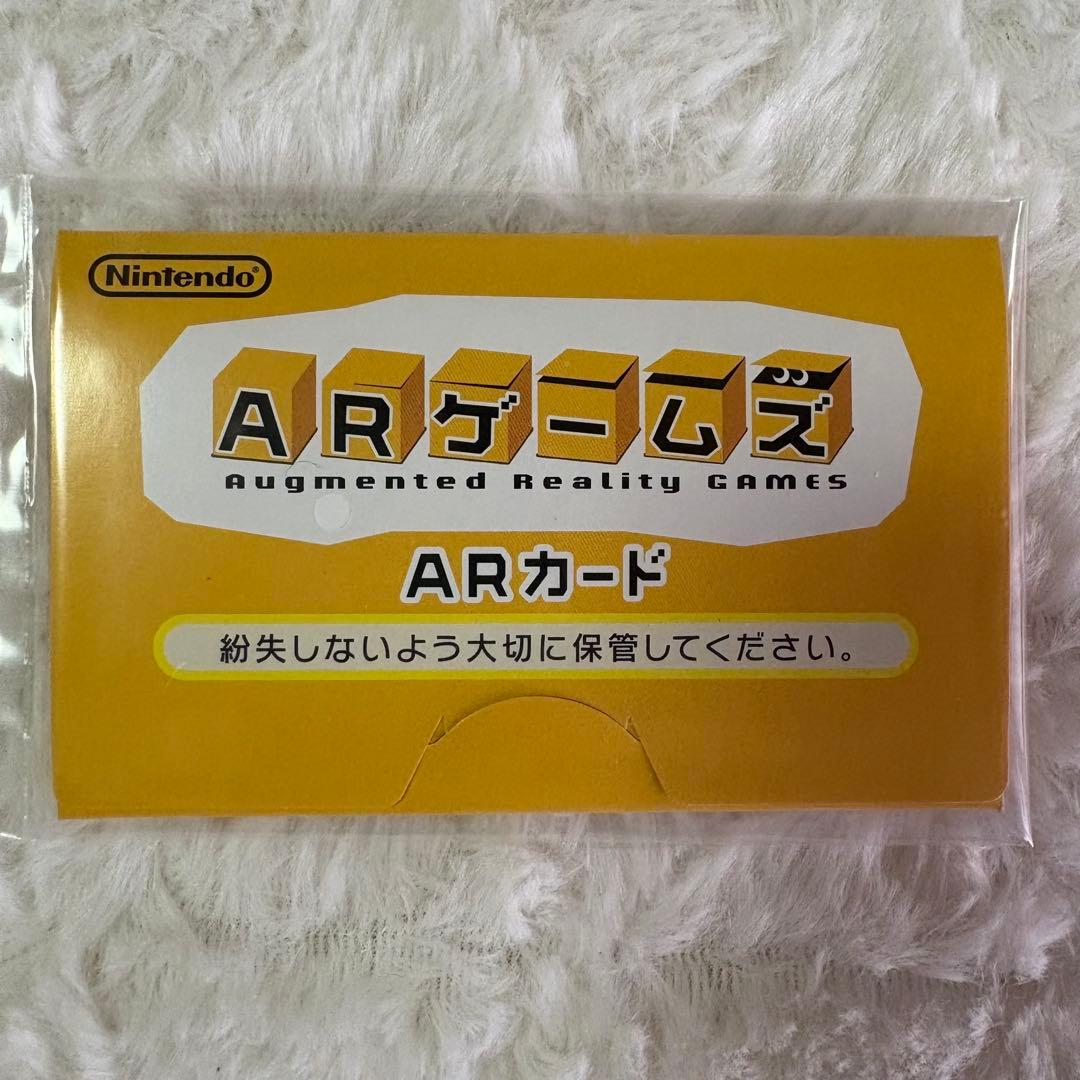 Nintendo®
ARゲームズ
Augmented Reality GAMES
ARカード
紛失しないよう大切に保管してください。